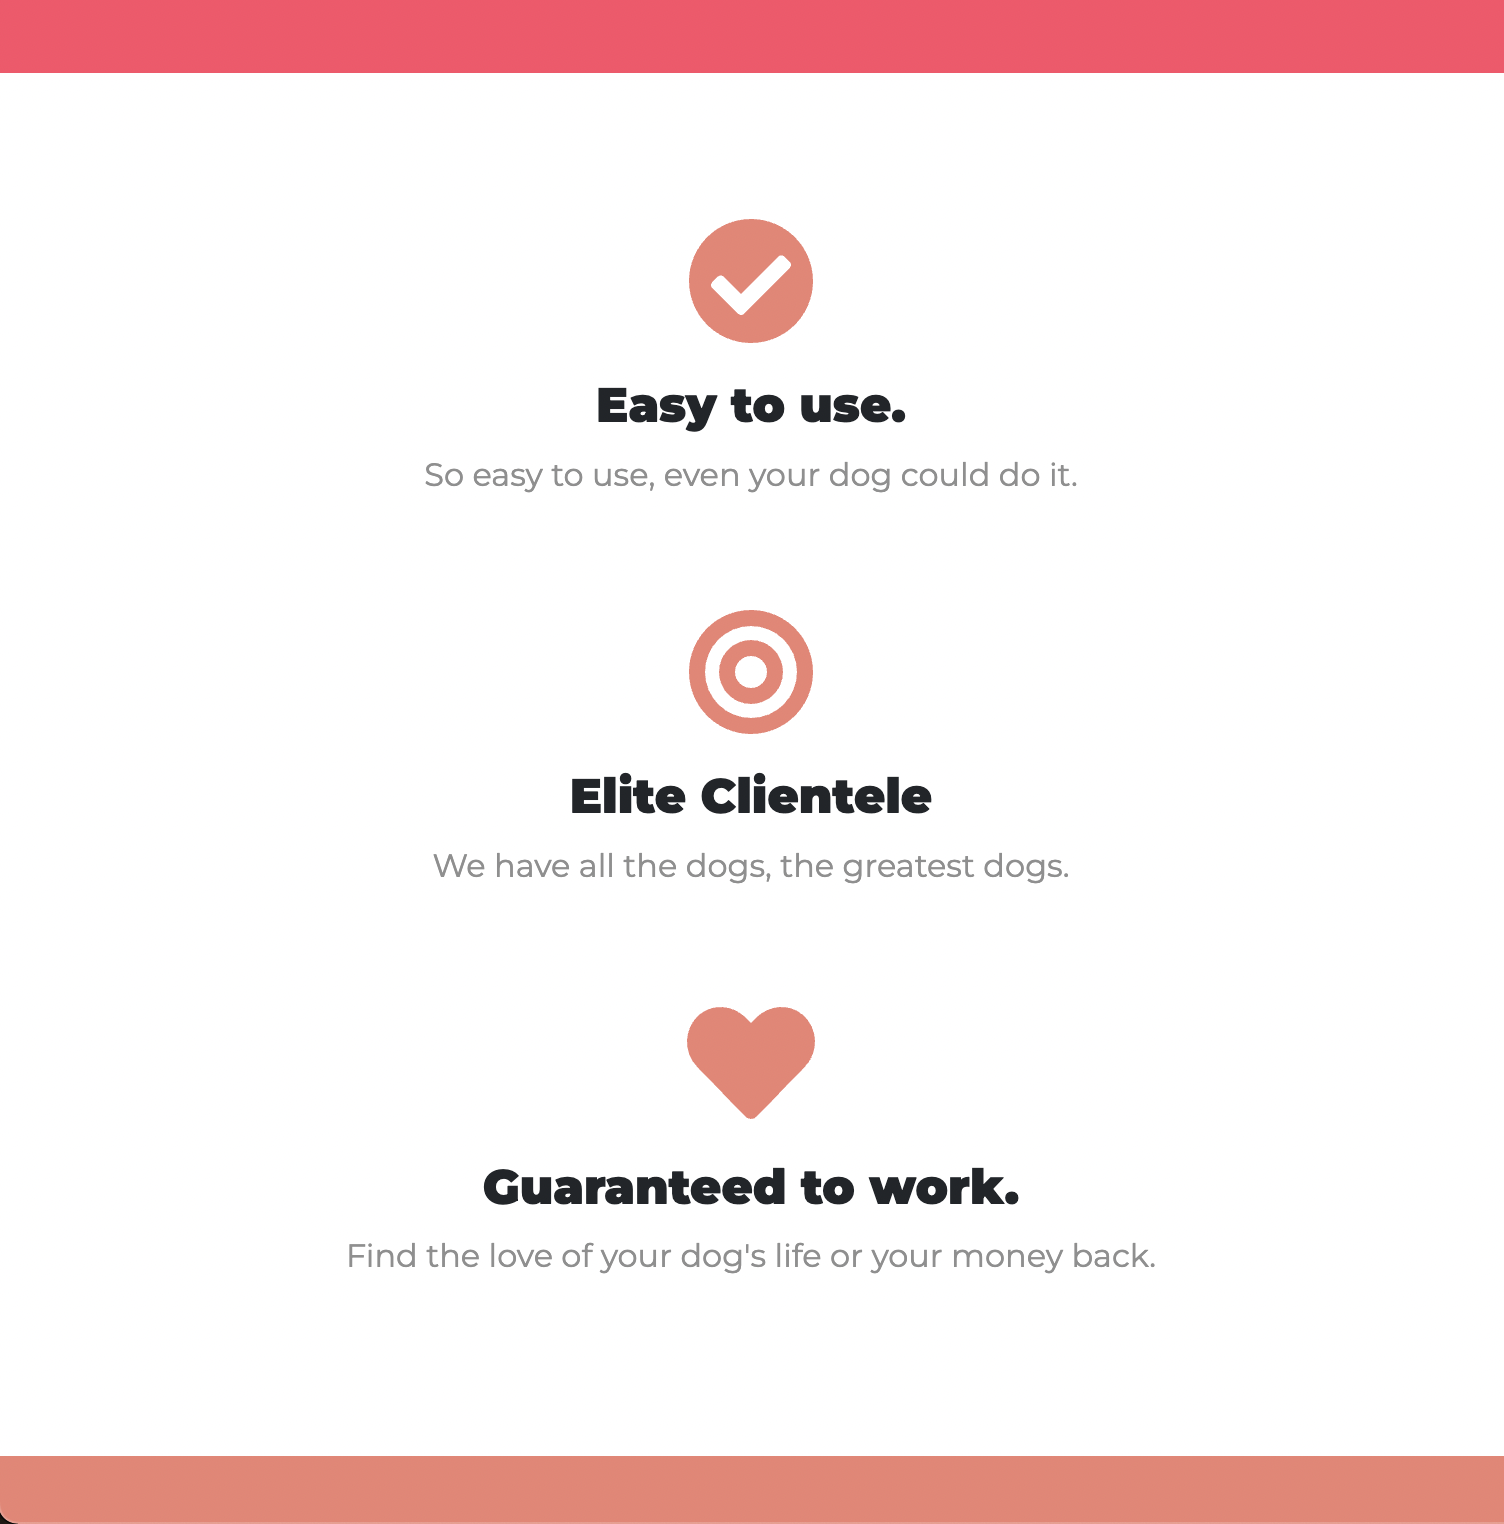 Easy to use.
So easy to use, even your dog could do it.
Elite Clientele
We have all the dogs, the greatest dogs.
Guaranteed to work.
Find the love of your dog's life or your money back.